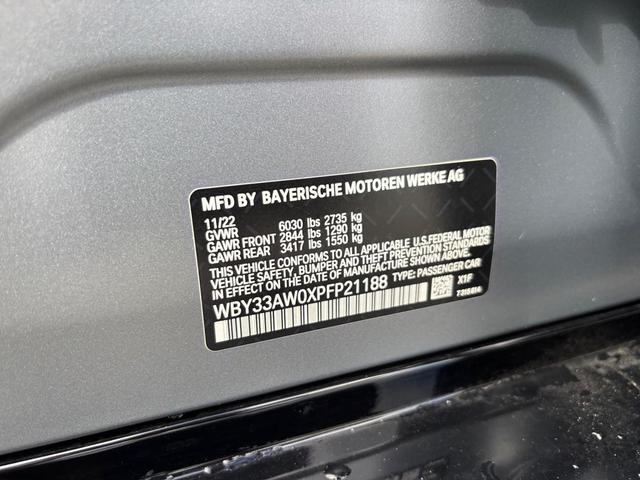 MFD BY BAYERISCHE MOTOREN WERKE AG
11/22
GVWR 6030 lbs 2735 kg
GAWR FRONT 2844 lbs 1290 kg
GAWR REAR 3417 lbs 1550 kg
THIS CONFORMS TO ALL APPLICABLE U.S.FEDERAL MOTOR
VEHICLE SAFETY, BUMPER AND THEFT PREVENTION STANDARDS
IN EFFECT ON THE DATE OF MANUFACTURE SHOWN ABOVE.
WBY33AW0XPFP21188 TYPE: PASSENGER CAR
X1F